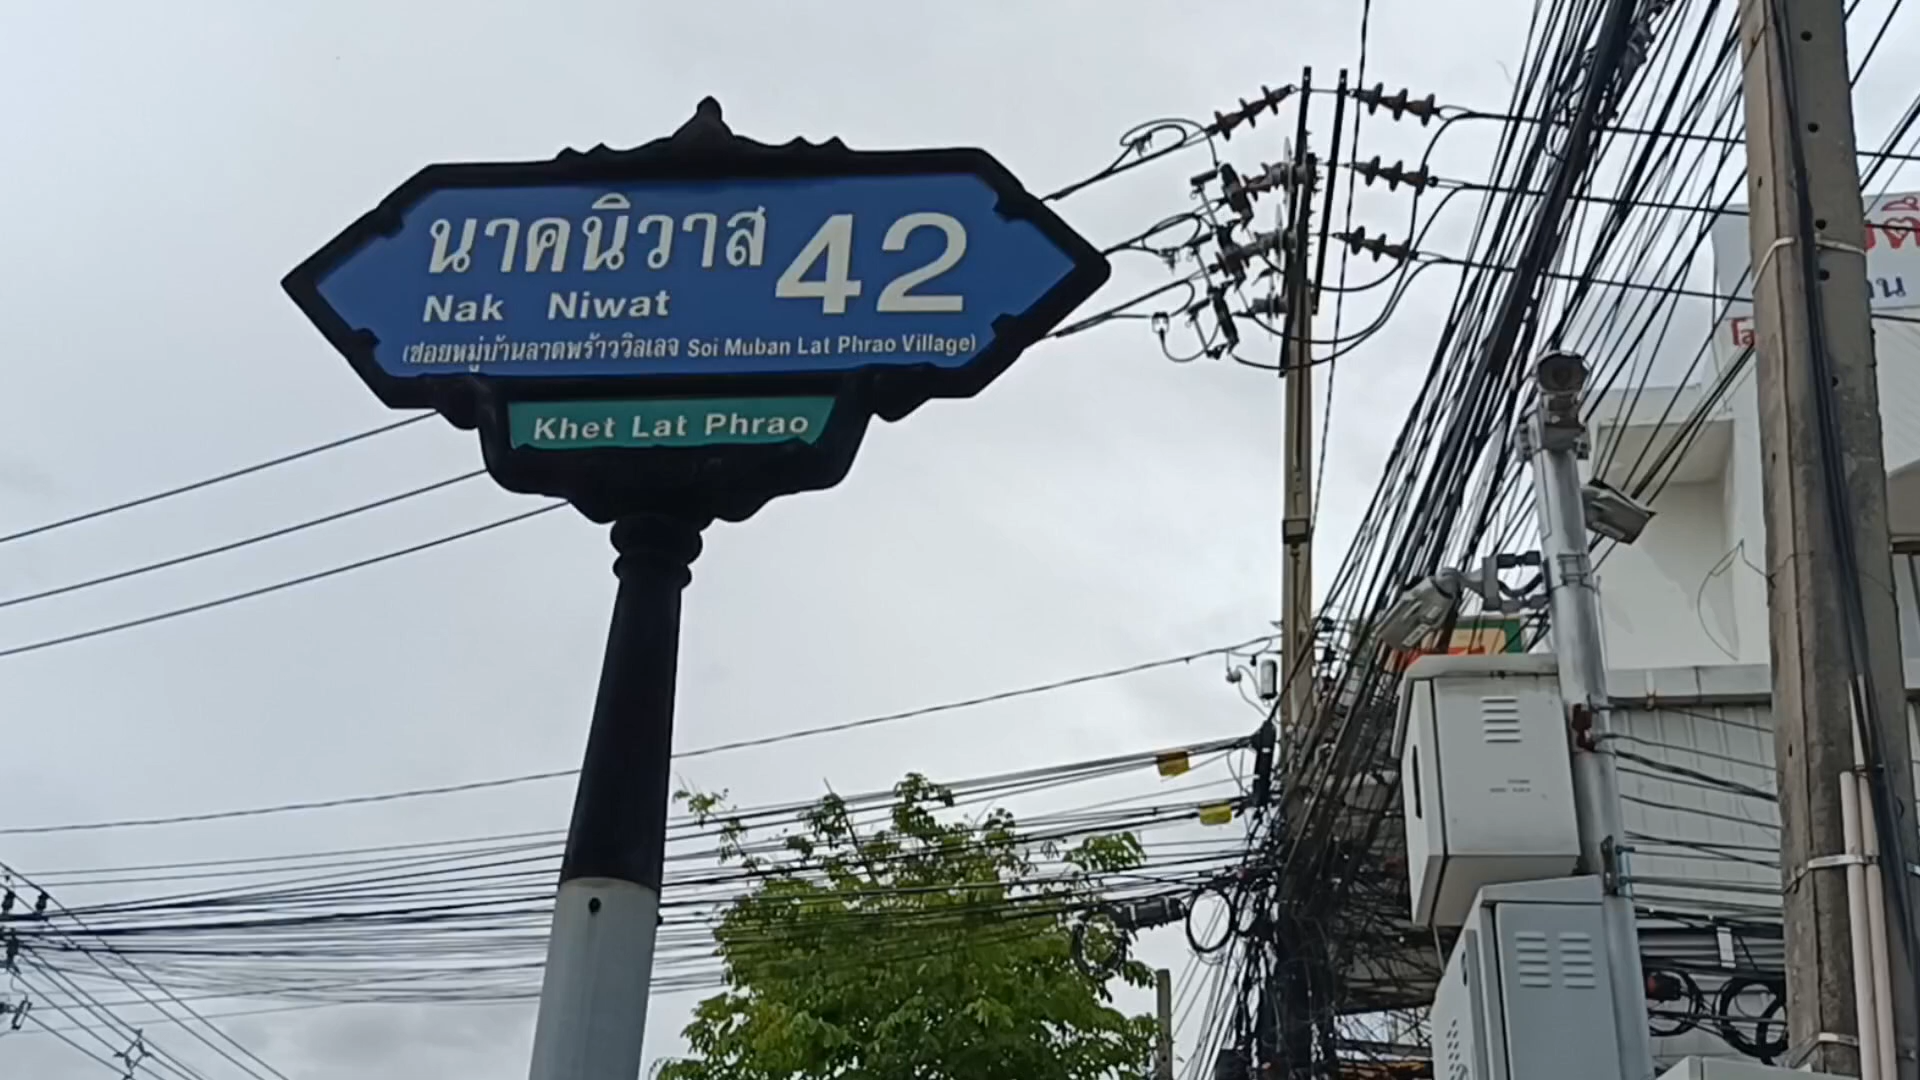 นาคนิวาส 42
Nak Niwat
(ซอยหมู่บ้านลาดพร้าววิลเลจ Soi Muban Lat Phrao Village)
Khet Lat Phrao